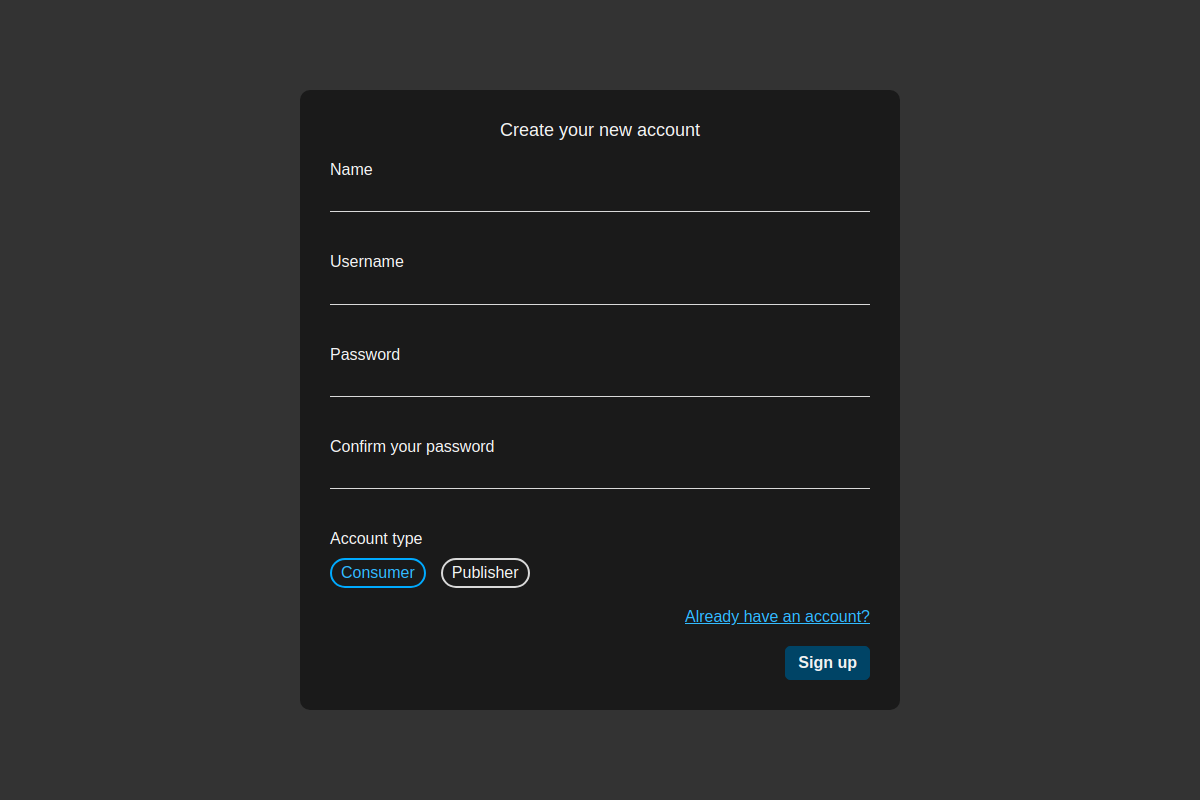 Create your new account
Name
Username
Password
Confirm your password
Account type
Consumer Publisher
Already have an account?
Sign up